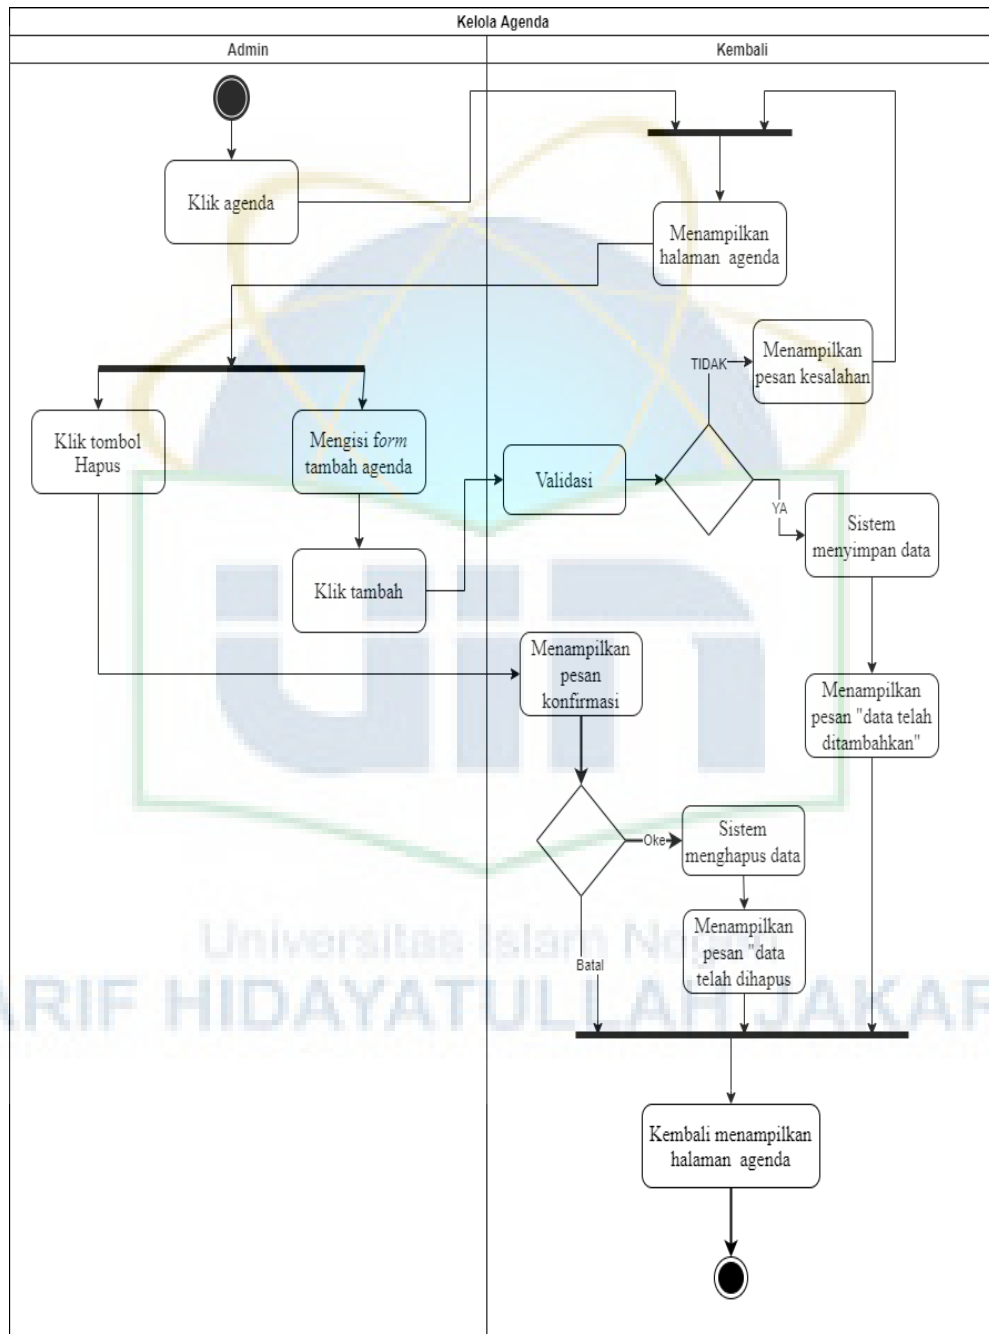 Kelola Agenda
Admin
Kembali
Klik agenda
Menampilkan
halaman agenda
Menampilkan
pesan kesalahan
TIDAK
Klik tombol
Hapus
Mengisi form
tambah agenda
Validasi
YA
Sistem
menyimpan data
Klik tambah
Menampilkan
pesan
konfirmasi
Menampilkan
pesan "data telah
ditambahkan"
Oke
Sistem
menghapus data
Menampilkan
pesan "data
telah dihapus
Batal
uin
Universitas Islam Negeri
ARIF HIDAYATULLAH JAKAR
Kembali menampilkan
halaman agenda